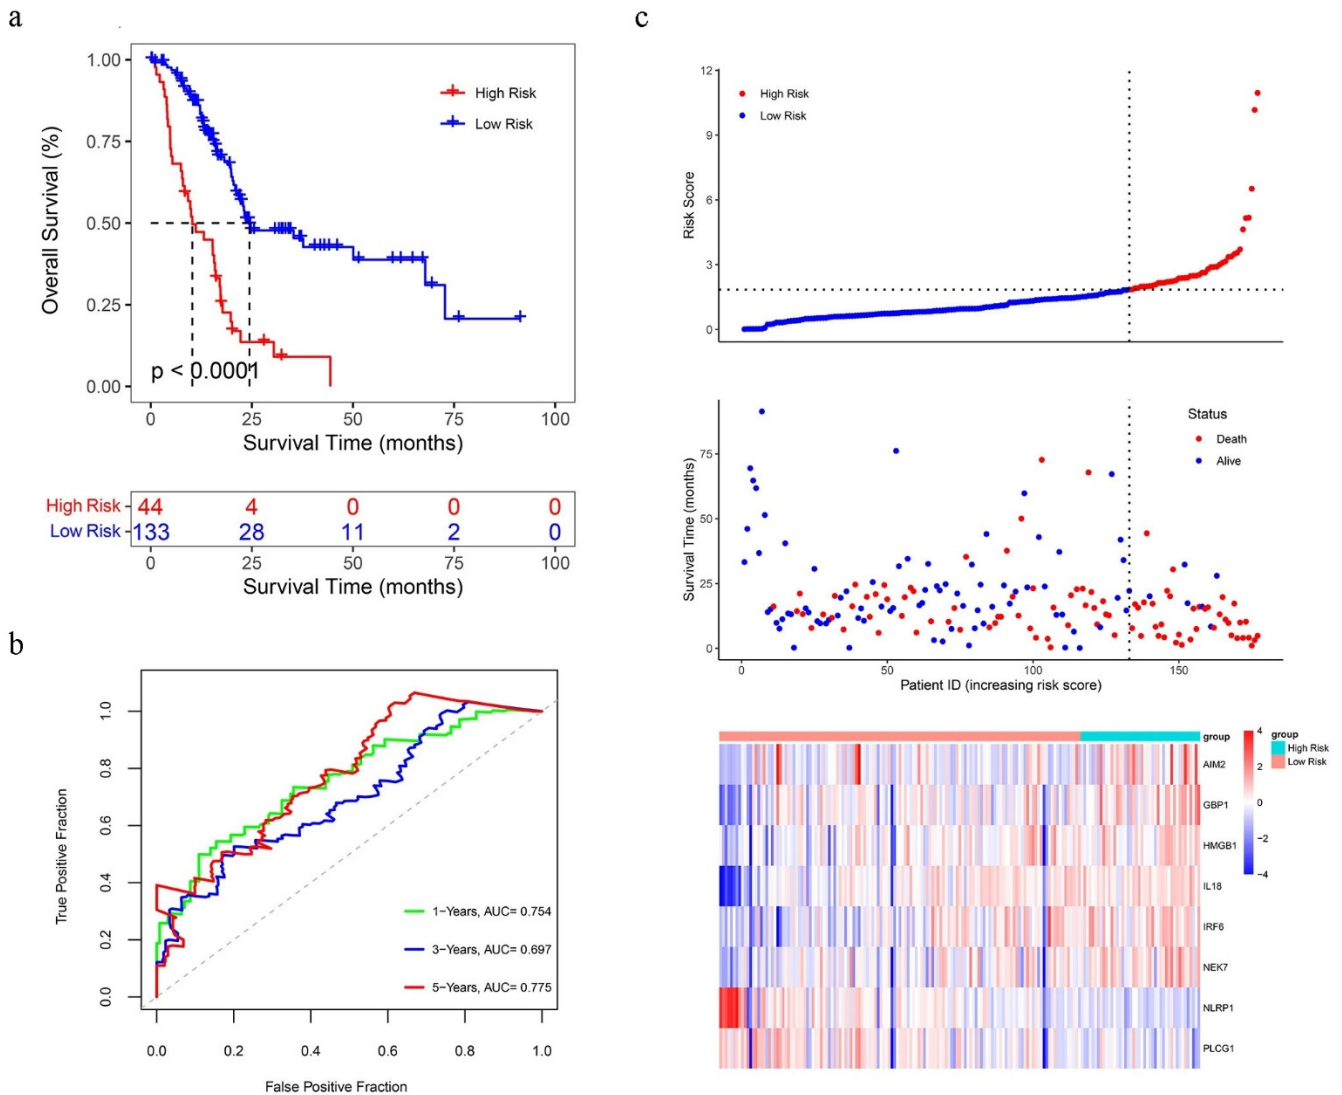 a
1.00
0.75
0.50
0.25
0.00
Overall Survival (%)
High Risk
Low Risk
p < 0.0001
0 25 50 75 100
Survival Time (months)
High Risk 44 4 0 0 0
Low Risk 133 28 11 2 0
0 25 50 75 100
Survival Time (months)
b
1.0
0.8
0.6
0.4
0.2
0.0
True Positive Fraction
1-Years, AUC= 0.754
3-Years, AUC= 0.697
5-Years, AUC= 0.775
0.0 0.2 0.4 0.6 0.8 1.0
False Positive Fraction
c
12
9
6
3
0
Risk Score
High Risk
Low Risk
75
50
25
0
Survival Time (months)
Status
Death
Alive
0 50 100 150
Patient ID (increasing risk score)
group
AIM2
GBP1
HMGB1
IL18
IRF6
NEK7
NLRP1
PLCG1
4
2
0
−2
−4
group
High Risk
Low Risk